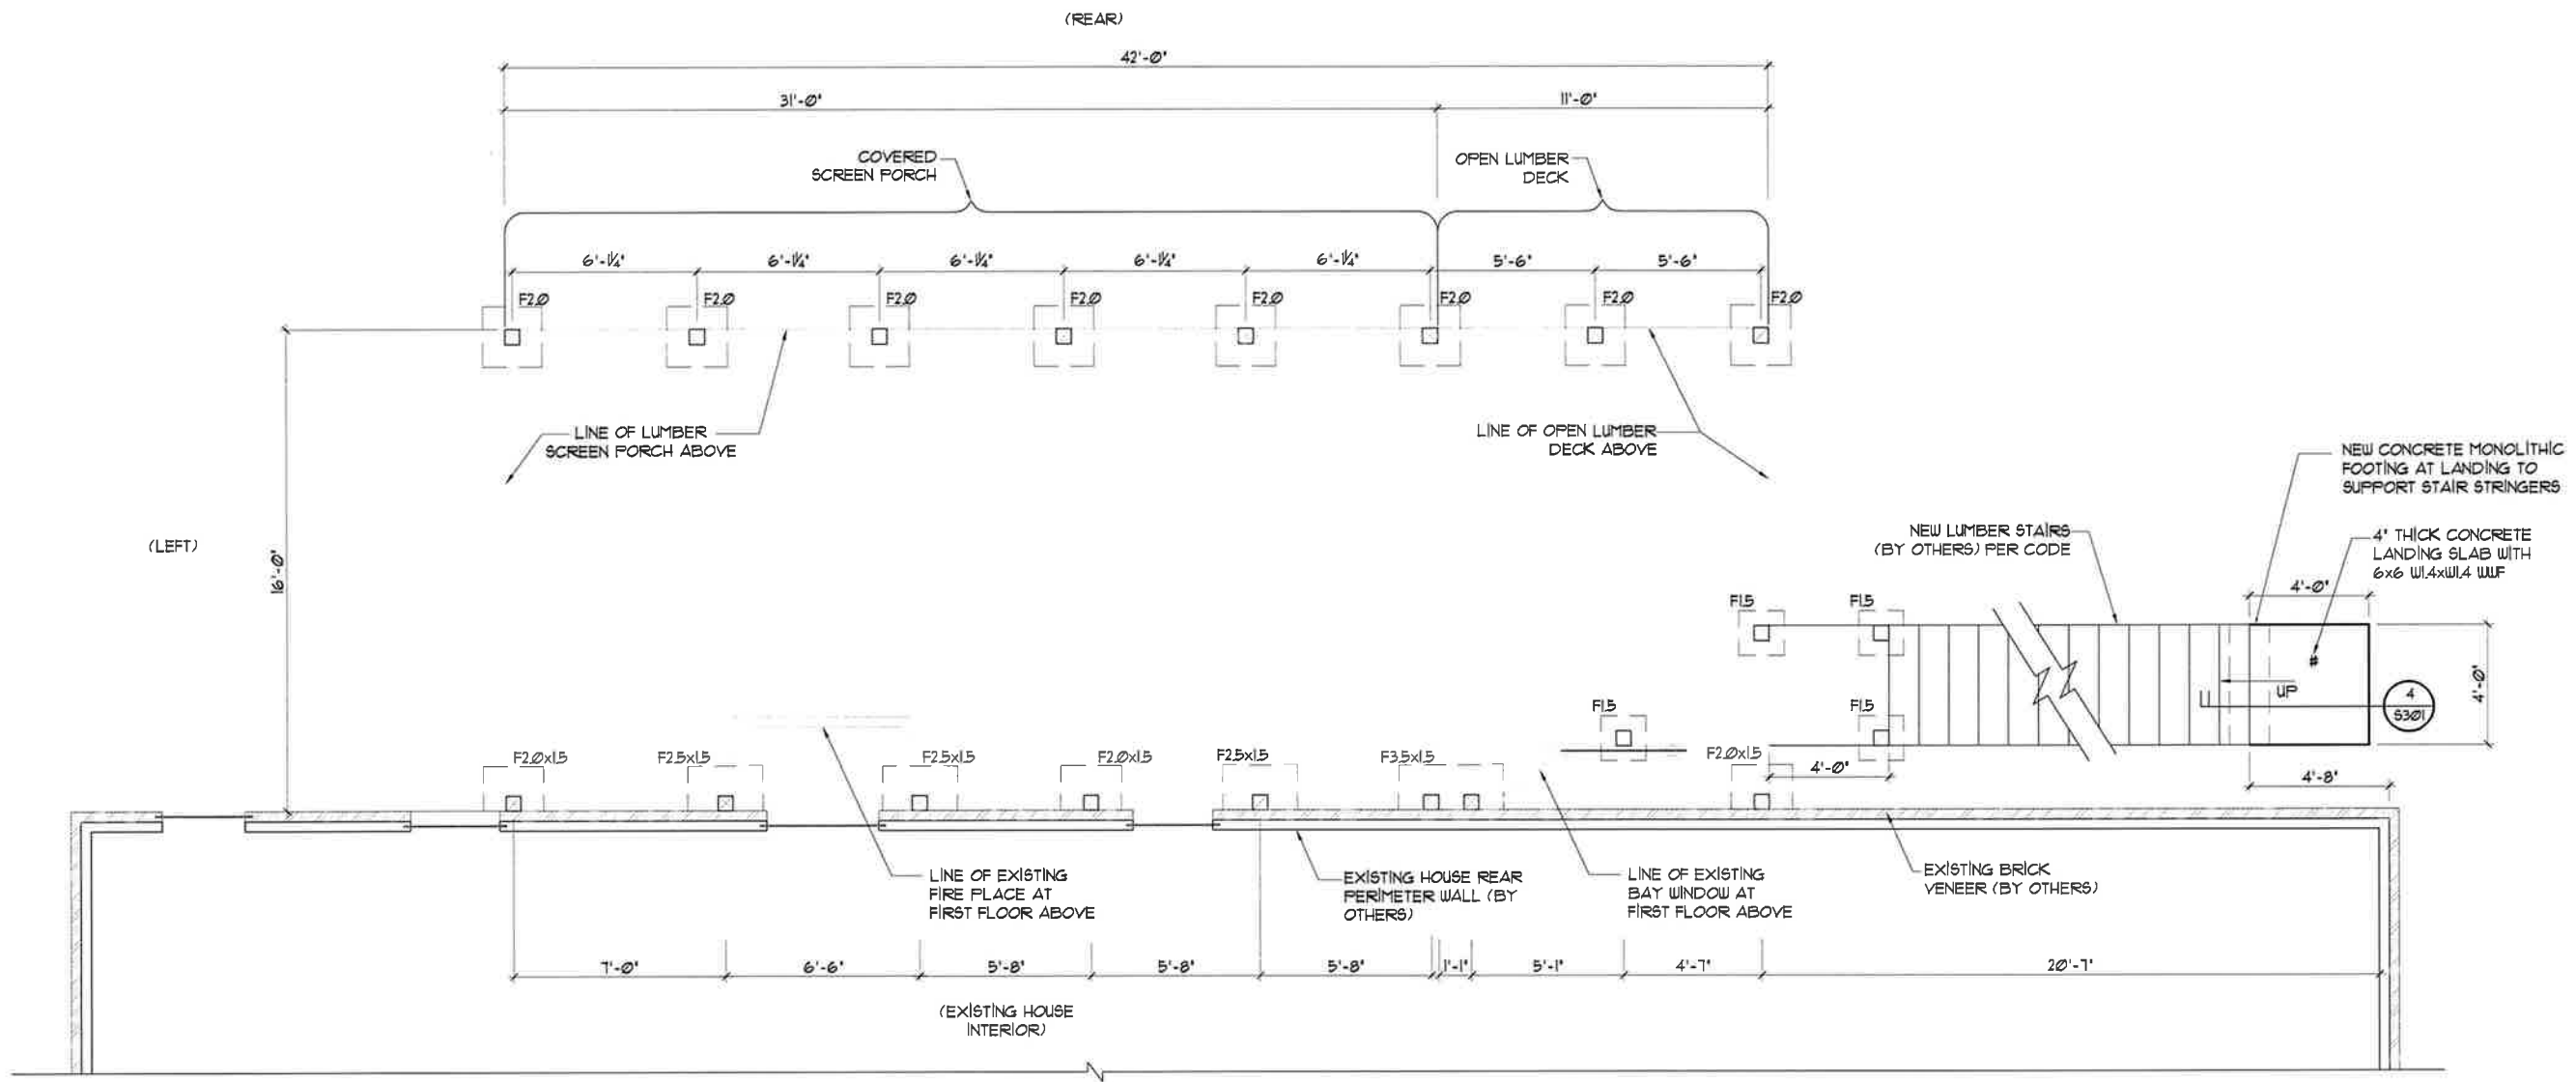 (REAR)
42'-0"
31'-0"
11'-0"
COVERED
SCREEN PORCH
OPEN LUMBER
DECK
6'-1¼"
6'-1¼"
6'-1¼"
6'-1¼"
6'-1¼"
5'-6"
5'-6"
F2.0
F2.0
F2.0
F2.0
F2.0
F2.0
F2.0
F2.0
LINE OF LUMBER
SCREEN PORCH ABOVE
LINE OF OPEN LUMBER
DECK ABOVE
NEW CONCRETE MONOLITHIC
FOOTING AT LANDING TO
SUPPORT STAIR STRINGERS
(LEFT)
16'-0"
NEW LUMBER STAIRS
(BY OTHERS) PER CODE
4" THICK CONCRETE
LANDING SLAB WITH
6x6 W1.4xW1.4 WWF
4'-0"
F1.5
F1.5
#
UP
4
S301
4'-0"
F1.5
F1.5
F2.0x1.5
F2.5x1.5
F2.5x1.5
F2.0x1.5
F2.5x1.5
F3.5x1.5
F2.0x1.5
4'-0"
4'-8"
LINE OF EXISTING
FIRE PLACE AT
FIRST FLOOR ABOVE
EXISTING HOUSE REAR
PERIMETER WALL (BY
OTHERS)
LINE OF EXISTING
BAY WINDOW AT
FIRST FLOOR ABOVE
EXISTING BRICK
VENEER (BY OTHERS)
7'-0"
6'-6"
5'-8"
5'-8"
5'-8"
1'-1"
5'-1"
4'-7"
20'-7"
(EXISTING HOUSE
INTERIOR)